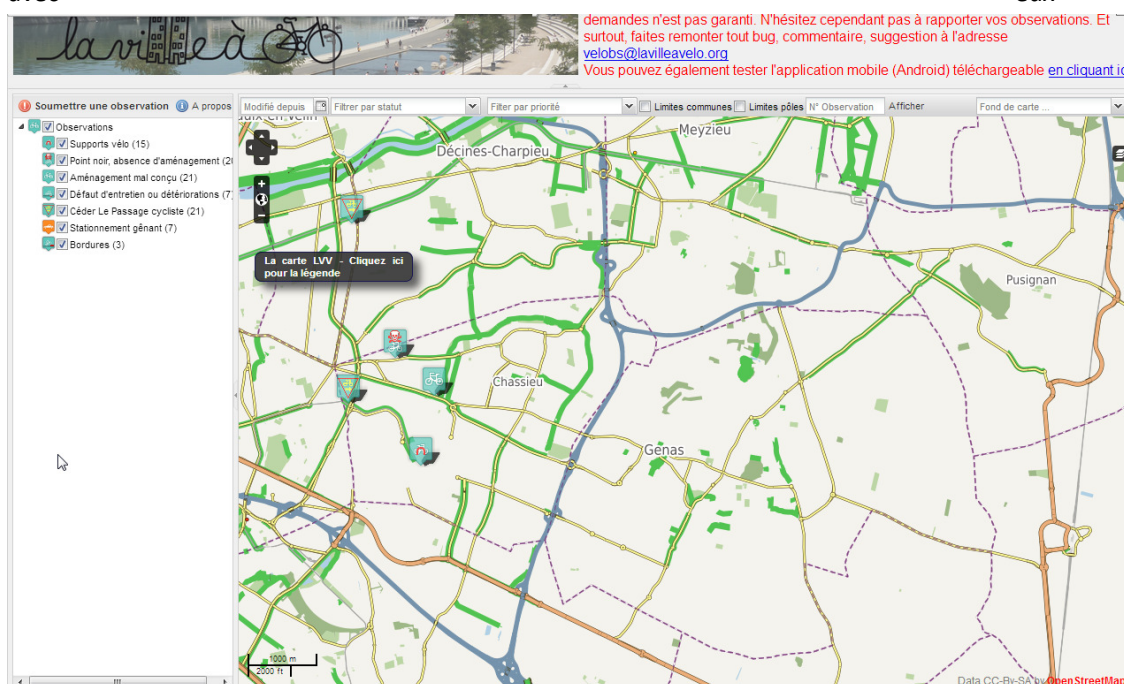 demandes n'est pas garanti. N'hésitez cependant pas à rapporter vos observations. Et
surtout, faites remonter tout bug, commentaire, suggestion à l'adresse
velobs@lavilleavelo.org
Vous pouvez également tester l'application mobile (Android) téléchargeable en cliquant
la ville à
Soumettre une observation A propos
Modifié depuis Filtrer par statut Filter par priorité Limites communes Limites pôles N° Observation Afficher Fond de carte ...
Observations
Supports vélo (15)
Point noir, absence d'aménagement
Aménagement mal conçu (21)
Défaut d'entretien ou détériorations (7
Céder Le Passage cycliste (21)
Stationnement gênant (7)
Bordures (3)
Meyzieu
Décines-Charpieu
La carte LVV - Cliquez ici
pour la légende
Pusignan
Chassieu
Genas
1000 m
2000 ft
Data CC-By-SA by OpenStreetMap